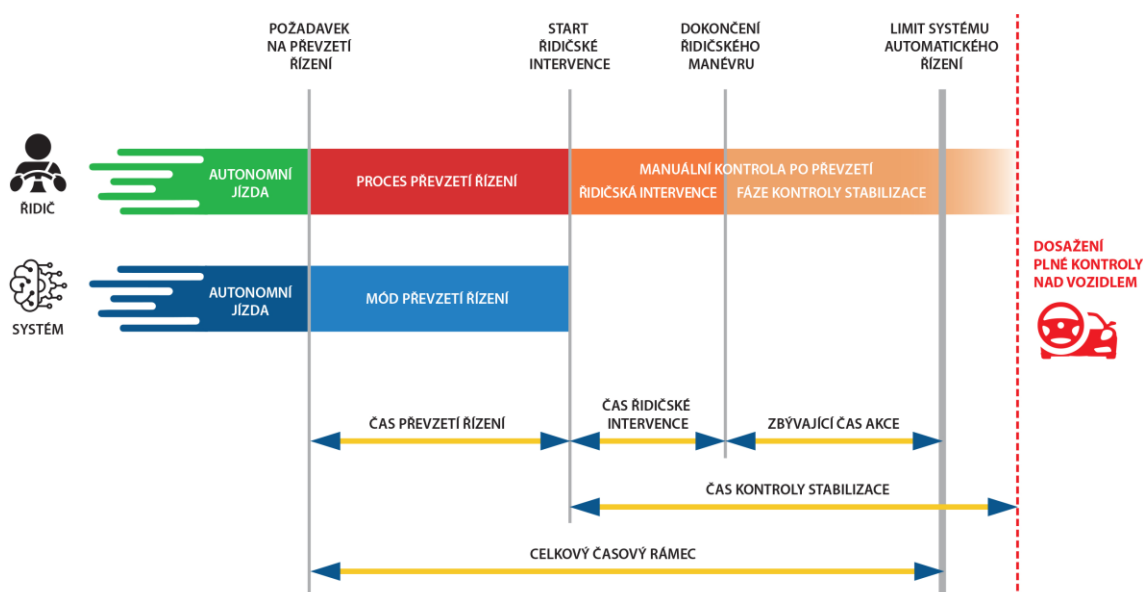 POŽADAVEK
NA PŘEVZETÍ
ŘÍZENÍ
START
ŘIDIČSKÉ
INTERVENCE
DOKONČENÍ
ŘIDIČSKÉHO
MANÉVRU
LIMIT SYSTÉMU
AUTOMATICKÉHO
ŘÍZENÍ
ŘIDIČ
AUTONOMNÍ
JÍZDA
PROCES PŘEVZETÍ ŘÍZENÍ
MANUÁLNÍ KONTROLA PO PŘEVZETÍ
ŘIDIČSKÁ INTERVENCE
FÁZE KONTROLY STABILIZACE
SYSTÉM
AUTONOMNÍ
JÍZDA
MÓD PŘEVZETÍ ŘÍZENÍ
DOSAŽENÍ
PLNÉ KONTROLY
NAD VOZIDLEM
ČAS PŘEVZETÍ ŘÍZENÍ
ČAS ŘIDIČSKÉ
INTERVENCE
ZBÝVAJÍCÍ ČAS AKCE
ČAS KONTROLY STABILIZACE
CELKOVÝ ČASOVÝ RÁMEC